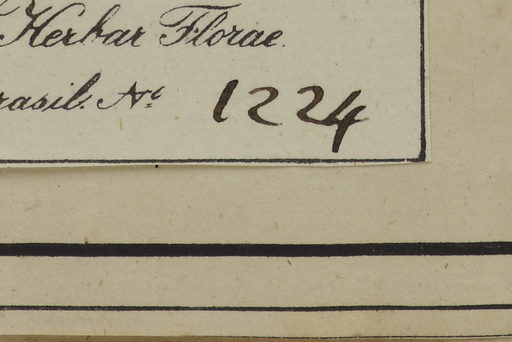 Herbar Florae
rasil. No. 1224